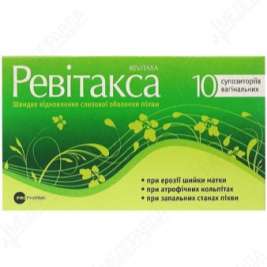 REVITAXA
Ревітакса
10 супозиторіїв
вагінальних
Швидке відновлення слизової оболонки піхви
• при ерозії шийки матки
• при атрофічних кольпітах
• при запальних станах піхви